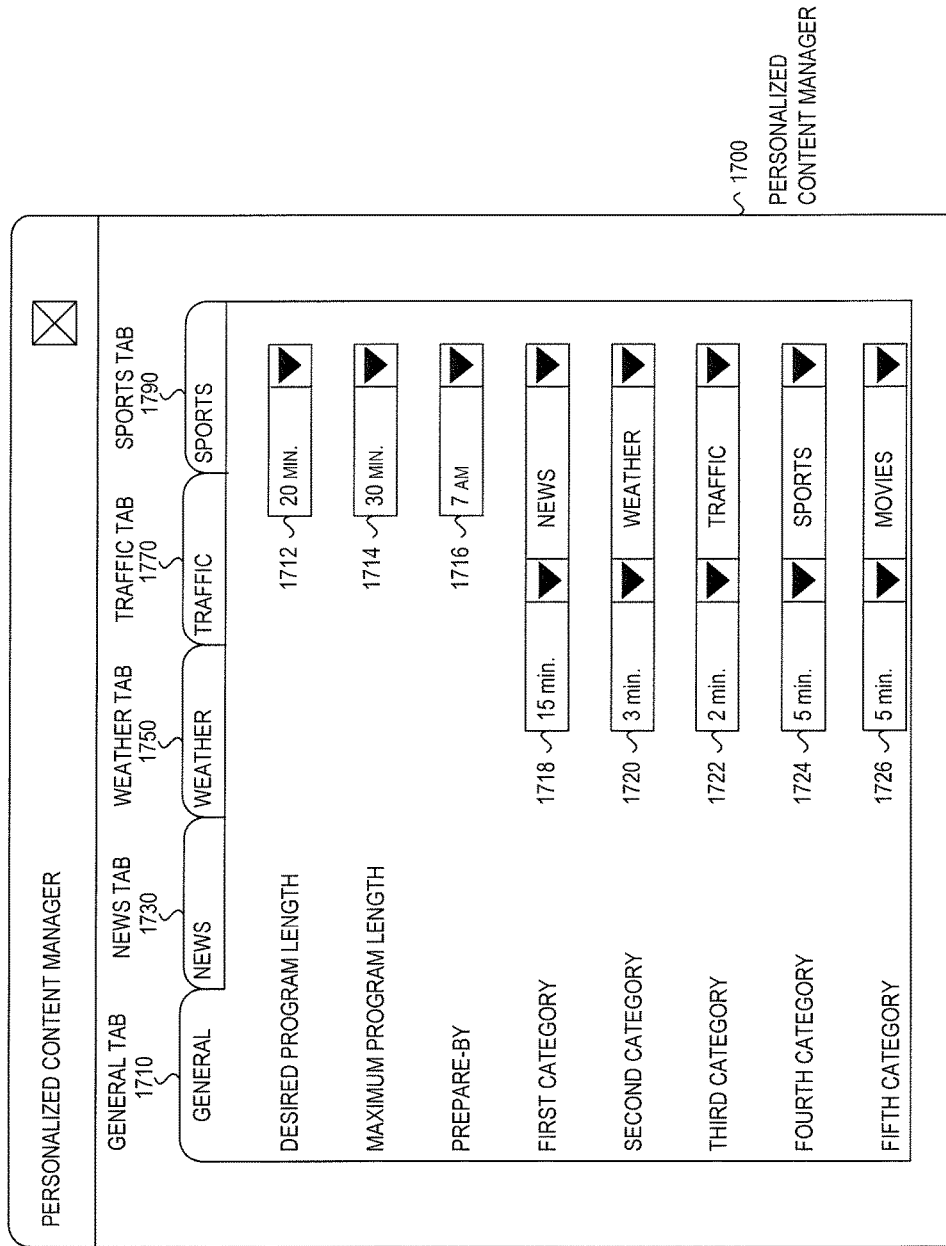 PERSONALIZED CONTENT MANAGER
GENERAL TAB NEWS TAB WEATHER TAB TRAFFIC TAB SPORTS TAB
1710 1730 1750 1770 1790
GENERAL NEWS WEATHER TRAFFIC SPORTS
DESIRED PROGRAM LENGTH 1712 20 MIN.
MAXIMUM PROGRAM LENGTH 1714 30 MIN.
PREPARE-BY 1716 7 AM
FIRST CATEGORY 1718 15 min. NEWS
SECOND CATEGORY 1720 3 min. WEATHER
THIRD CATEGORY 1722 2 min. TRAFFIC
FOURTH CATEGORY 1724 5 min. SPORTS
FIFTH CATEGORY 1726 5 min. MOVIES
1700
PERSONALIZED
CONTENT MANAGER